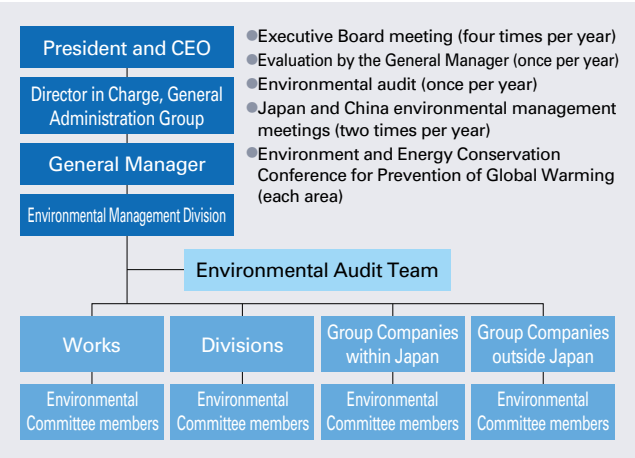 President and CEO
Director in Charge, General
Administration Group
General Manager
Environmental Management Division
●Executive Board meeting (four times per year)
●Evaluation by the General Manager (once per year)
●Environmental audit (once per year)
●Japan and China environmental management
meetings (two times per year)
●Environment and Energy Conservation
Conference for Prevention of Global Warming
(each area)
Environmental Audit Team
Works
Divisions
Group Companies
within Japan
Group Companies
outside Japan
Environmental
Committee members
Environmental
Committee members
Environmental
Committee members
Environmental
Committee members